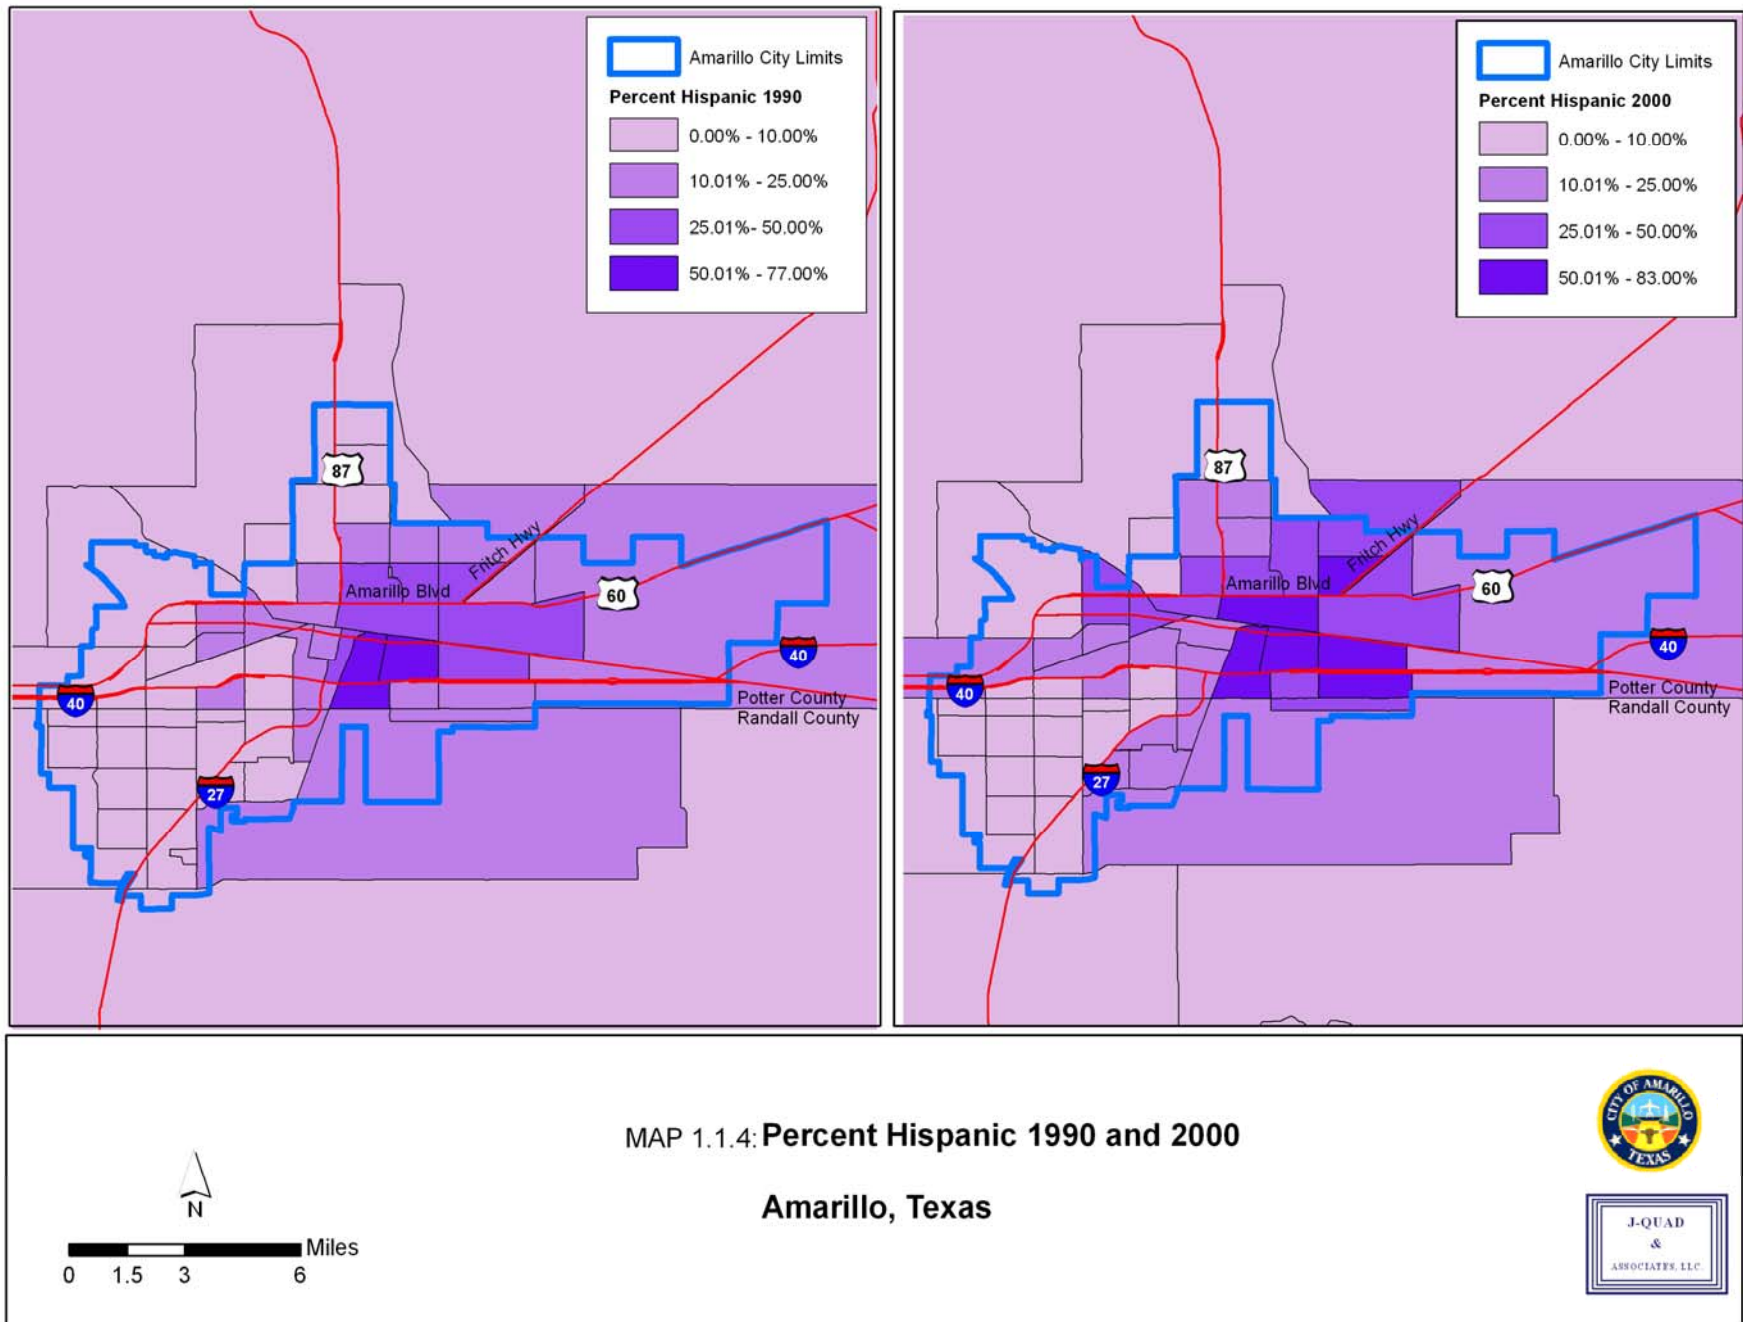 Amarillo City Limits
Percent Hispanic 1990
0.00% - 10.00%
10.01% - 25.00%
25.01%- 50.00%
50.01% - 77.00%
87
Fritch Hwy
Amarillo Blvd
60
40
40
Potter County
Randall County
27
Amarillo City Limits
Percent Hispanic 2000
0.00% - 10.00%
10.01% - 25.00%
25.01% - 50.00%
50.01% - 83.00%
87
Fritch Hwy
Amarillo Blvd
60
40
40
Potter County
Randall County
27
MAP 1.1.4: Percent Hispanic 1990 and 2000
Amarillo, Texas
N
Miles
0 1.5 3 6
CITY OF AMARILLO
TEXAS
J-QUAD
&
ASSOCIATES, LLC.